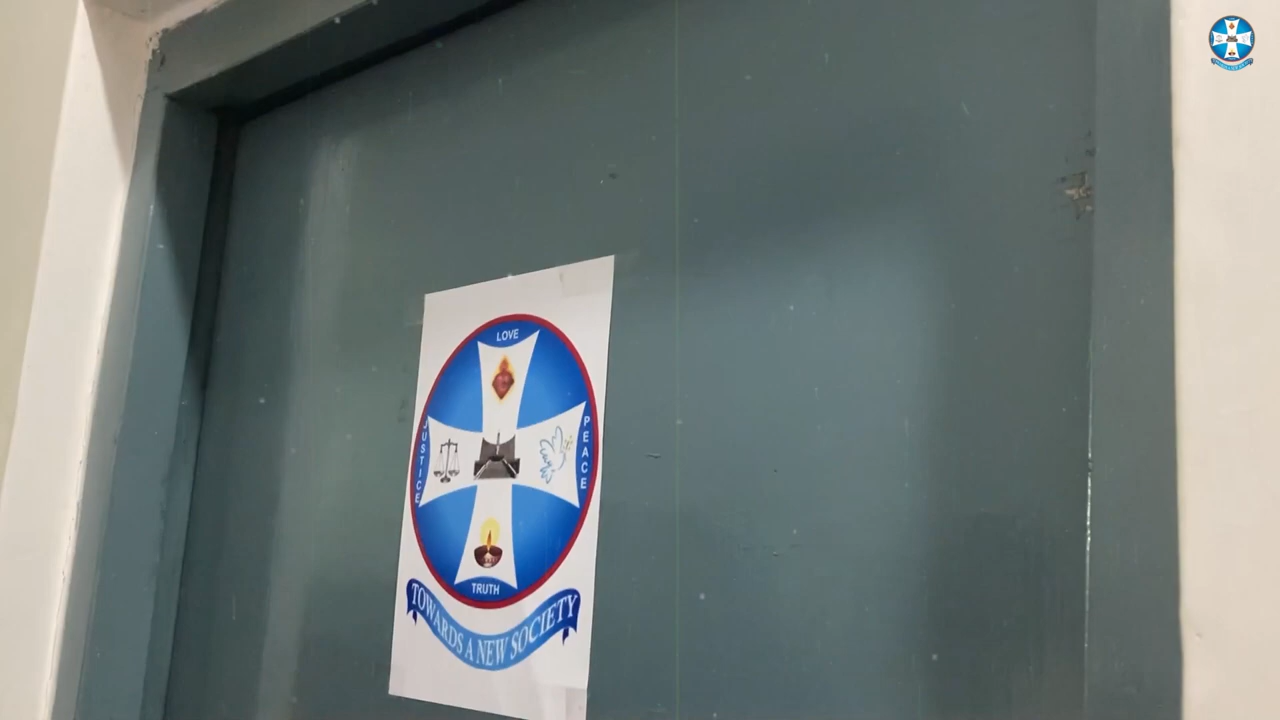 LOVE
JUSTICE
PEACE
TRUTH
TOWARDS A NEW SOCIETY